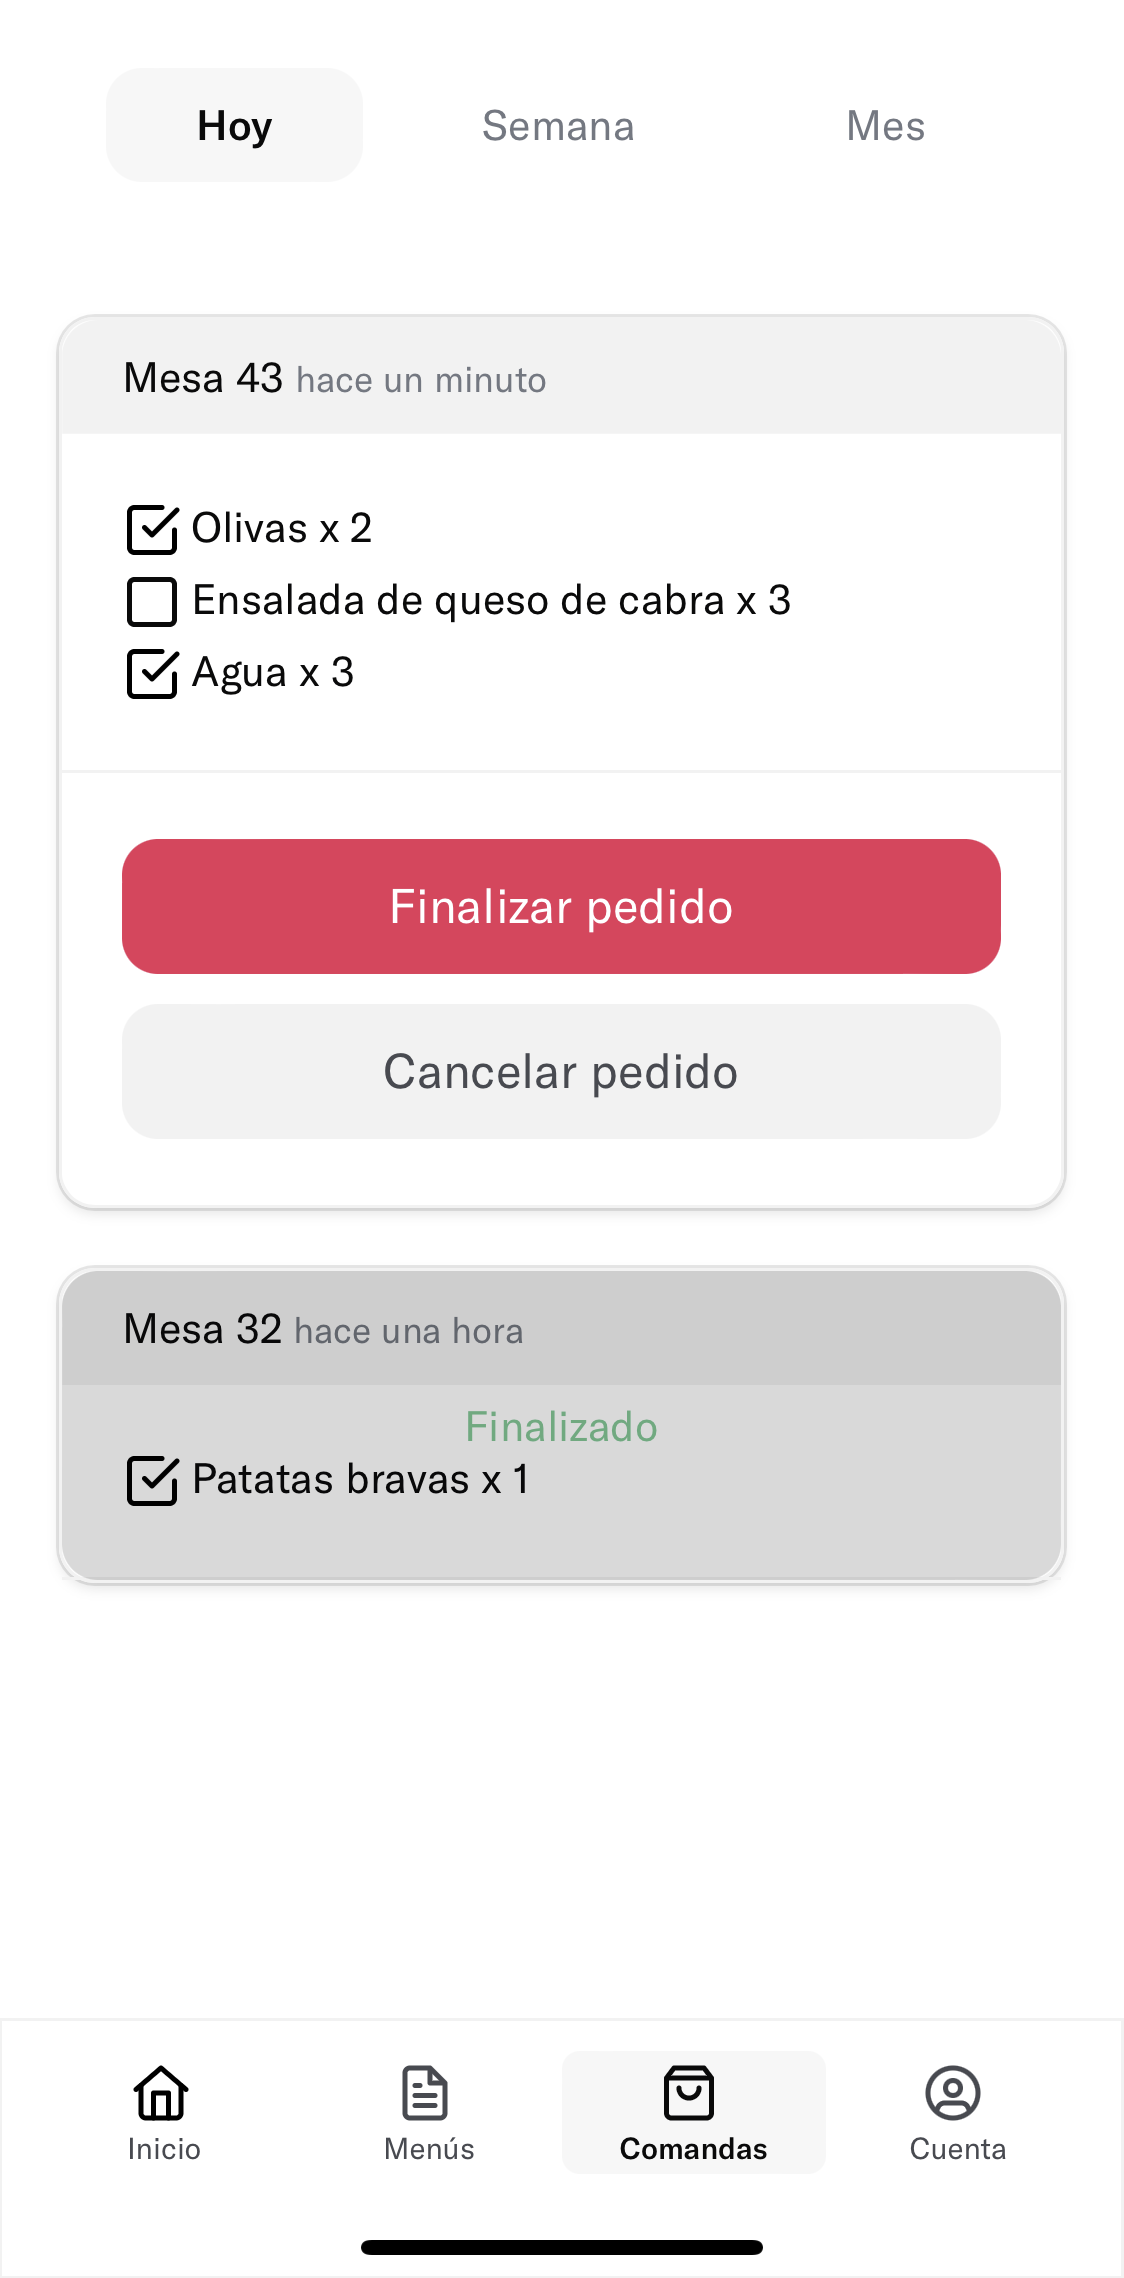 Hoy Semana Mes
Mesa 43 hace un minuto
Olivas x 2
Ensalada de queso de cabra x 3
Agua x 3
Finalizar pedido
Cancelar pedido
Mesa 32 hace una hora
Finalizado
Patatas bravas x 1
Inicio Menús Comandas Cuenta